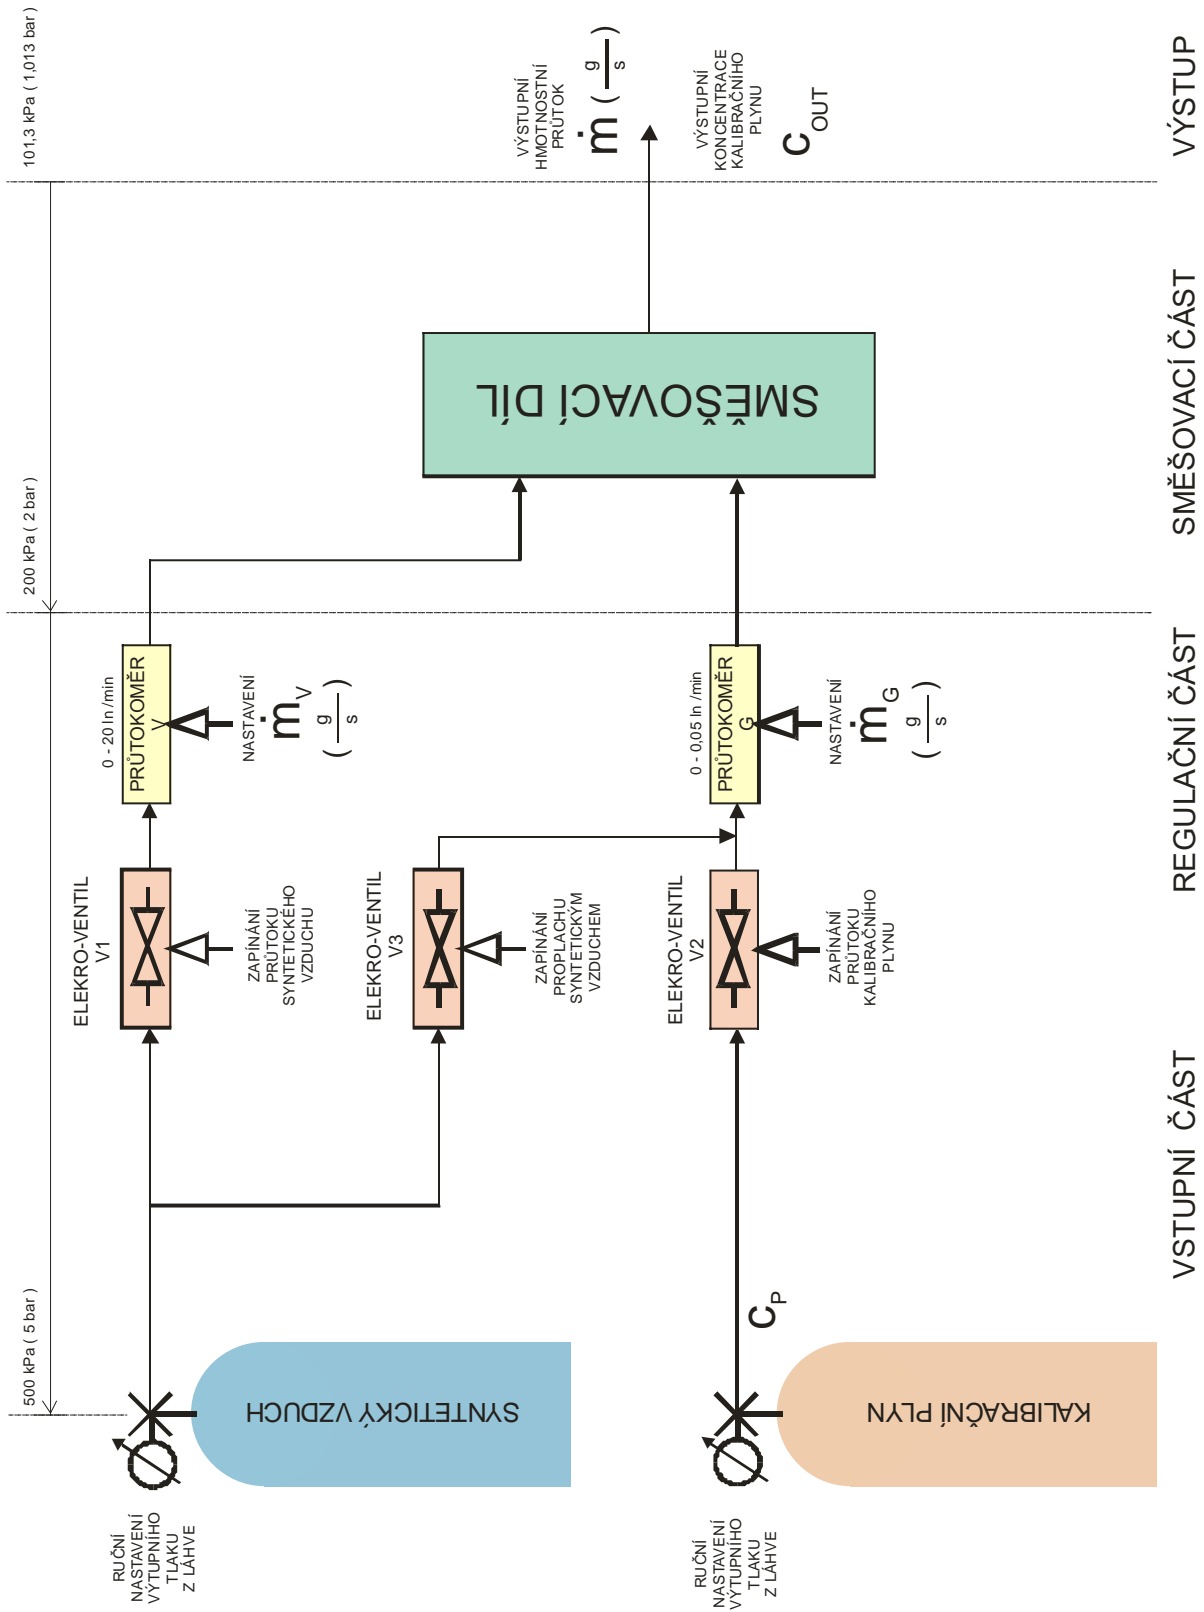 500 kPa ( 5 bar )
200 kPa ( 2 bar )
101,3 kPa ( 1,013 bar )
RUČNÍ
NASTAVENÍ
VÝTUPNÍHO
TLAKU
Z LÁHVE
SYNTETICKÝ VZDUCH
ELEKRO-VENTIL
V1
ZAPÍNÁNÍ
PRŮTOKU
SYNTETICKÉHO
VZDUCHU
0 - 20 ln /min
PRŮTOKOMĚR
V
NASTAVENÍ
ṁV
( g/s )
ELEKRO-VENTIL
V3
ZAPÍNÁNÍ
PROPLACHU
SYNTETICKÝM
VZDUCHEM
SMĚŠOVACÍ DÍL
VÝSTUPNÍ
HMOTNOSTNÍ
PRŮTOK
ṁ ( g/s )
VÝSTUPNÍ
KONCENTRACE
KALIBRAČNÍHO
PLYNU
COUT
RUČNÍ
NASTAVENÍ
VÝTUPNÍHO
TLAKU
Z LÁHVE
KALIBRAČNÍ PLYN
CP
ELEKRO-VENTIL
V2
ZAPÍNÁNÍ
PRŮTOKU
KALIBRAČNÍHO
PLYNU
0 - 0,05 ln /min
PRŮTOKOMĚR
G
NASTAVENÍ
ṁG
( g/s )
VSTUPNÍ ČÁST
REGULAČNÍ ČÁST
SMĚŠOVACÍ ČÁST
VÝSTUP